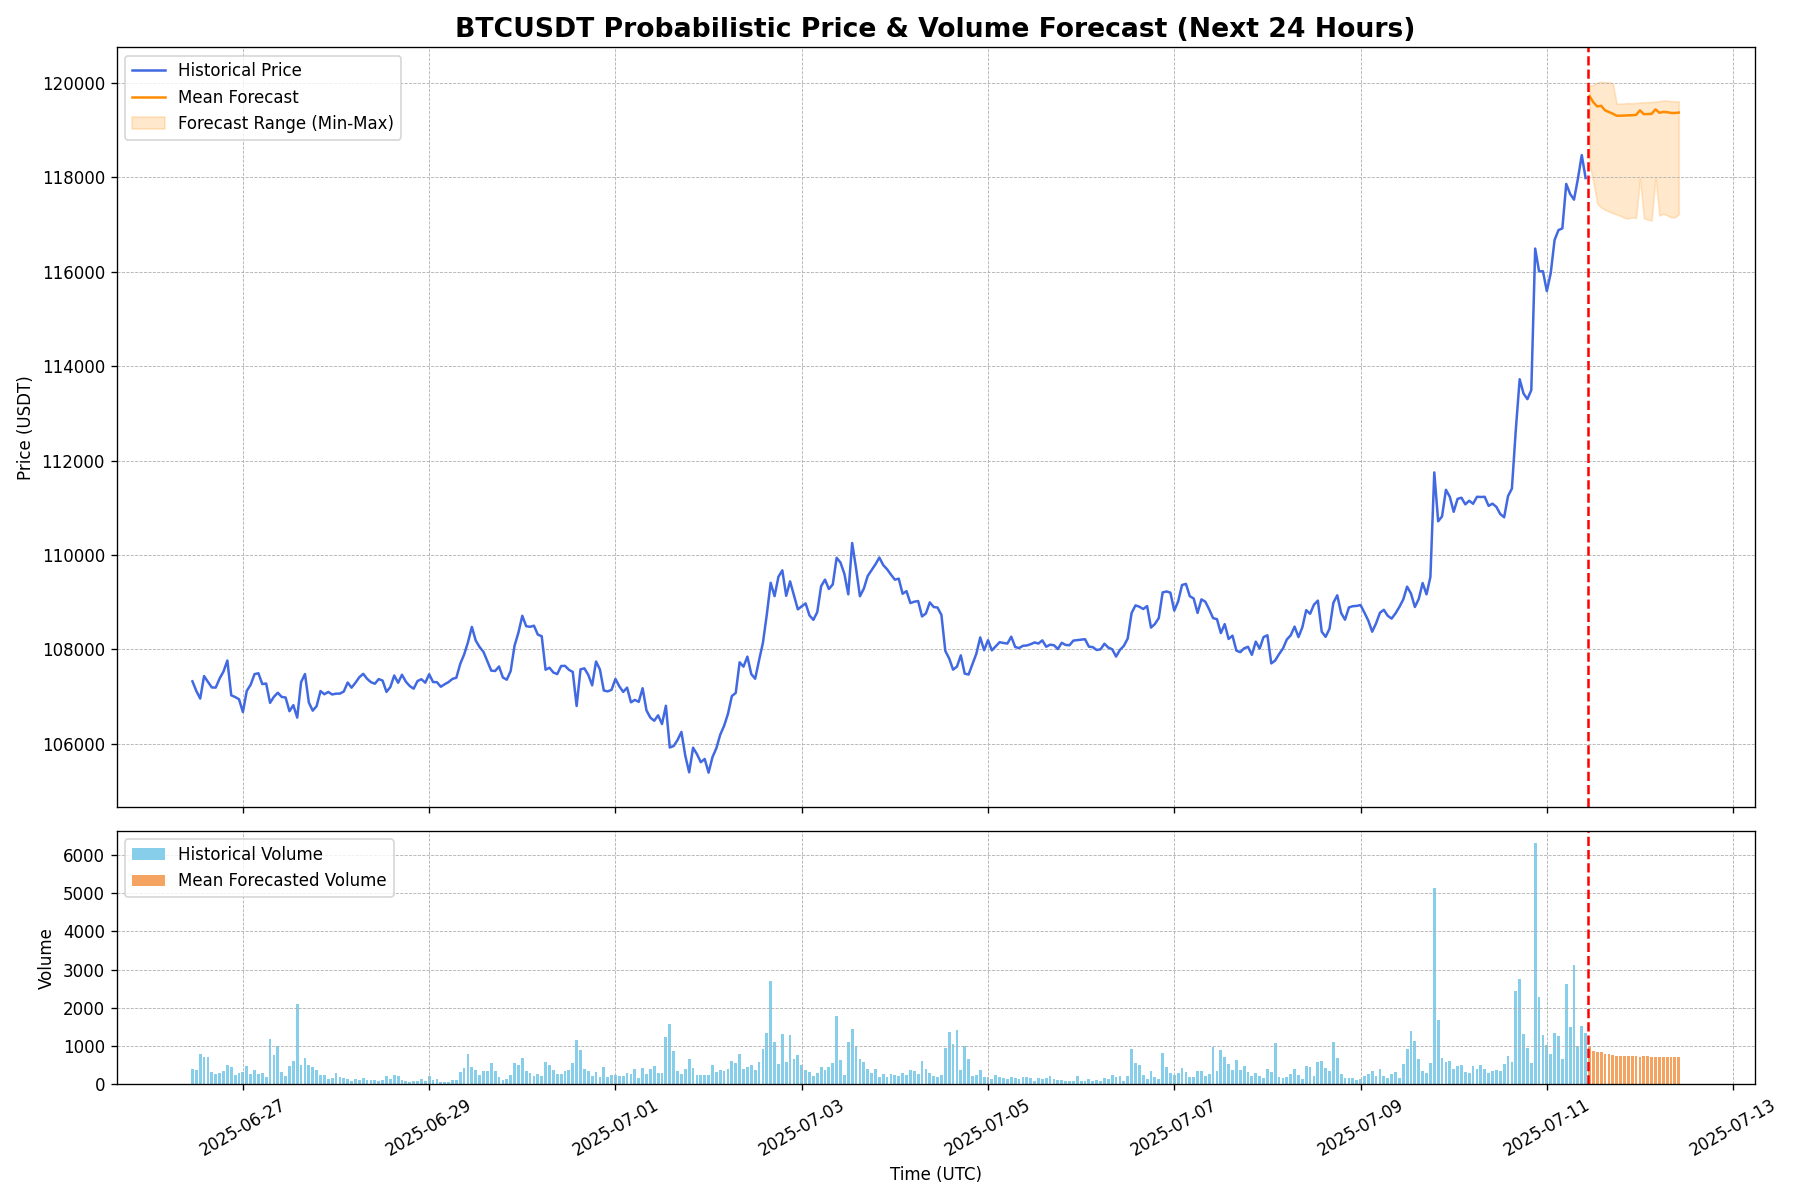 BTCUSDT Probabilistic Price & Volume Forecast (Next 24 Hours)
Historical Price
Mean Forecast
Forecast Range (Min-Max)
120000
118000
116000
114000
112000
110000
108000
106000
Price (USDT)
Historical Volume
Mean Forecasted Volume
6000
5000
4000
3000
2000
1000
0
Volume
2025-06-27
2025-06-29
2025-07-01
2025-07-03
2025-07-05
2025-07-07
2025-07-09
2025-07-11
2025-07-13
Time (UTC)